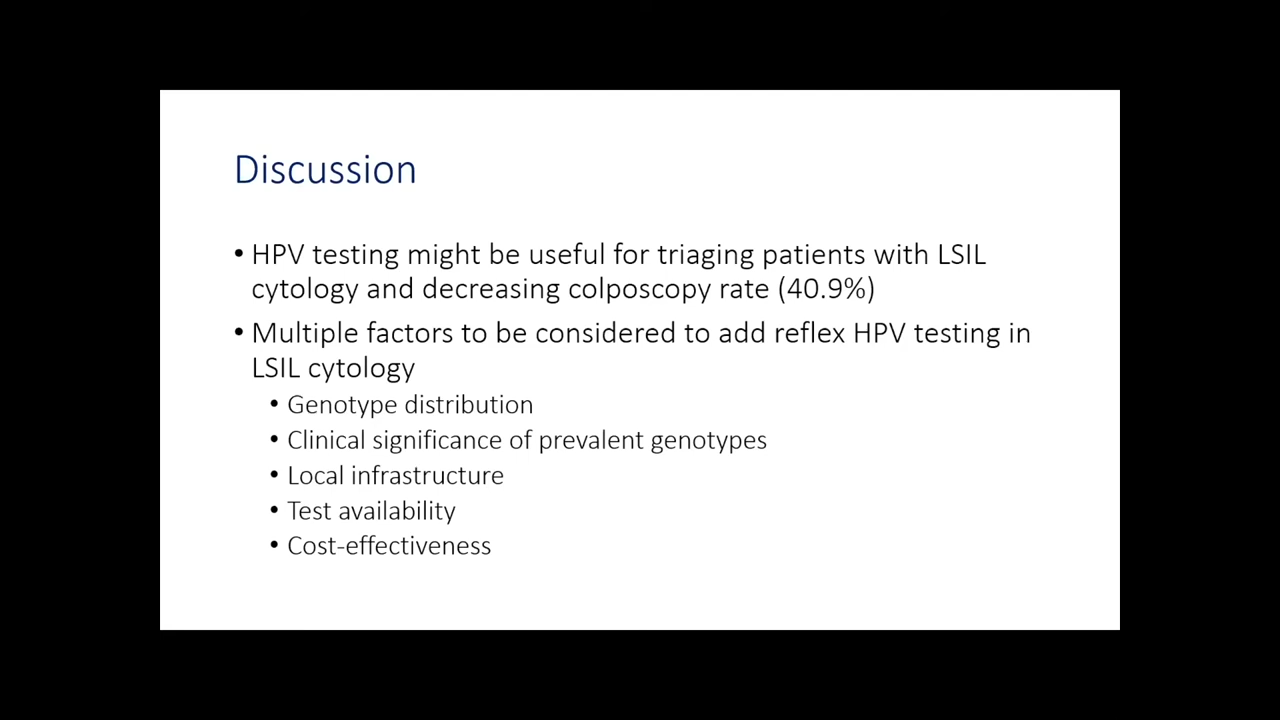 Discussion
• HPV testing might be useful for triaging patients with LSIL
cytology and decreasing colposcopy rate (40.9%)
• Multiple factors to be considered to add reflex HPV testing in
LSIL cytology
• Genotype distribution
• Clinical significance of prevalent genotypes
• Local infrastructure
• Test availability
• Cost-effectiveness